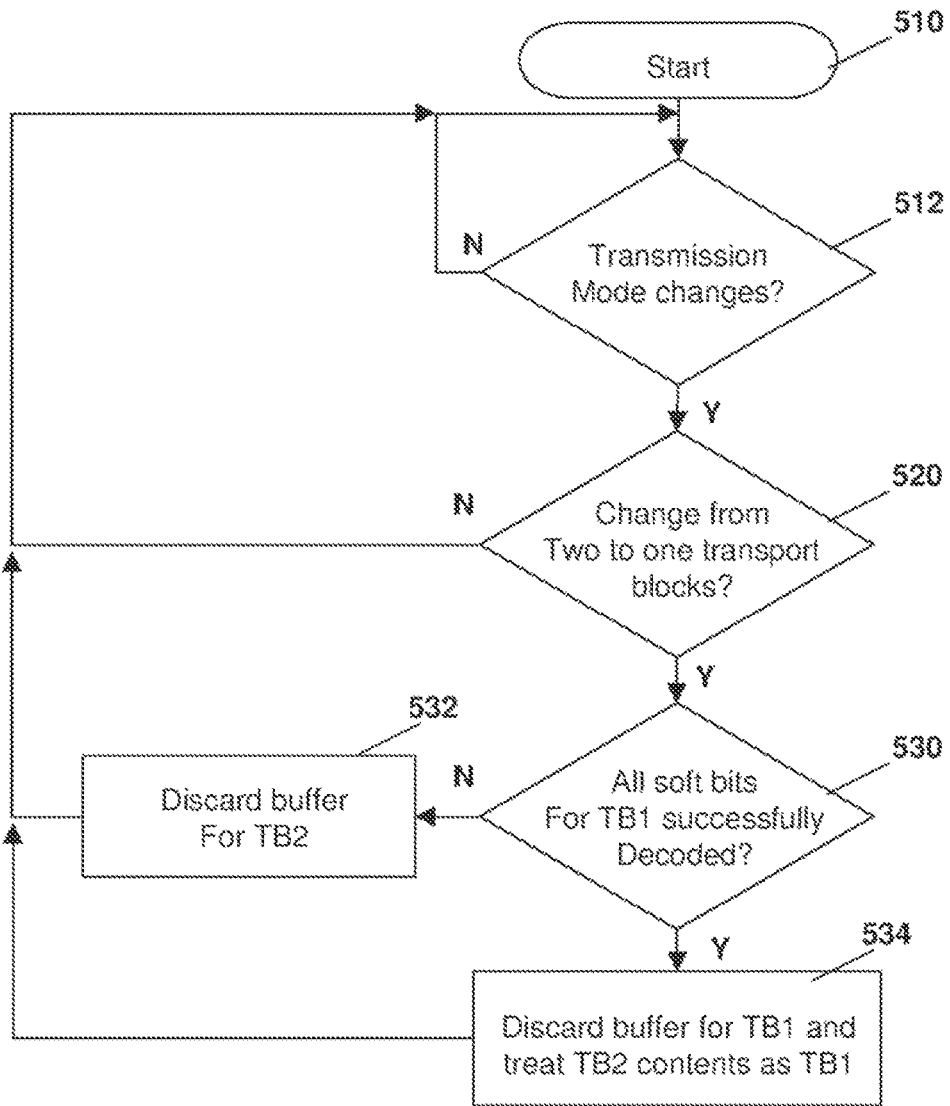 510
Start
512
N
Transmission
Mode changes?
Y
520
N
Change from
Two to one transport
blocks?
Y
532
530
N
Discard buffer
For TB2
All soft bits
For TB1 successfully
Decoded?
Y
534
Discard buffer for TB1 and
treat TB2 contents as TB1